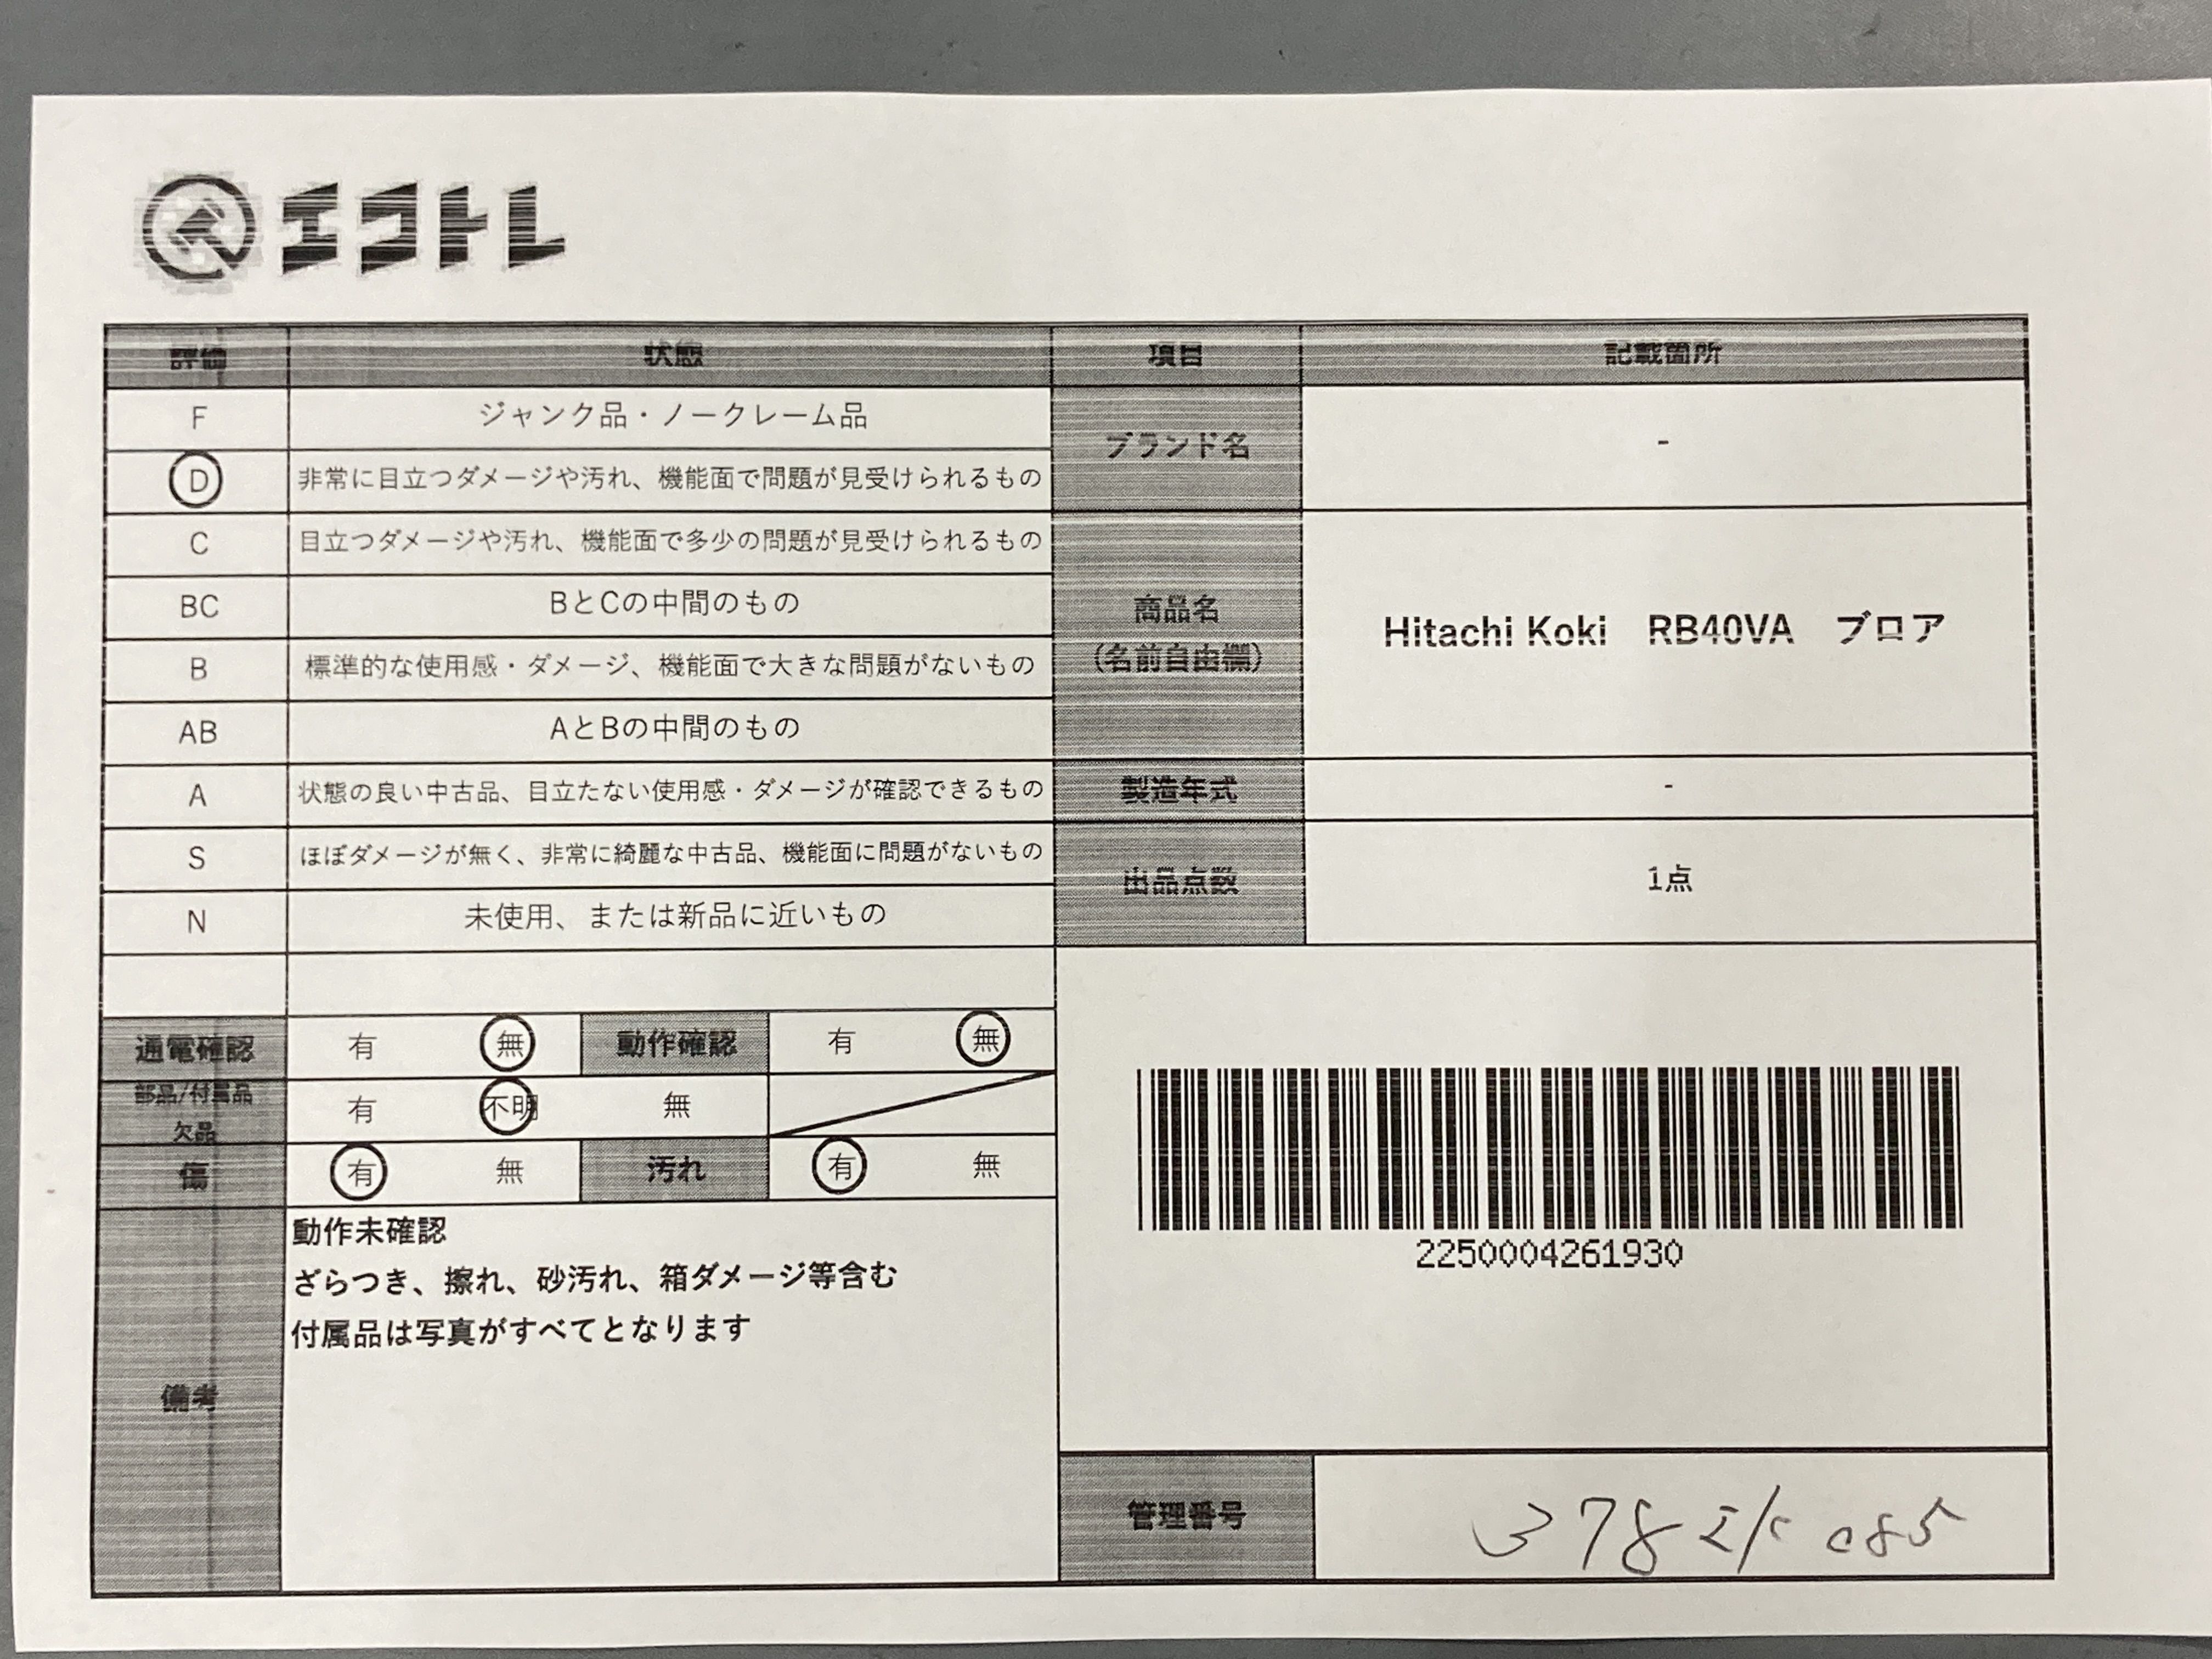 エコトレ
評価 状態 項目 記載箇所
F ジャンク品・ノークレーム品
D 非常に目立つダメージや汚れ、機能面で問題が見受けられるもの
ブランド名 -
C 目立つダメージや汚れ、機能面で多少の問題が見受けられるもの
BC BとCの中間のもの
B 標準的な使用感・ダメージ、機能面で大きな問題がないもの
商品名
(名前自由欄)
Hitachi Koki RB40VA ブロア
AB AとBの中間のもの
A 状態の良い中古品、目立たない使用感・ダメージが確認できるもの
製造年式 -
S ほぼダメージが無く、非常に綺麗な中古品、機能面に問題がないもの
N 未使用、または新品に近いもの
出品点数 1点
通電確認 有 無 動作確認 有 無
部品/付属品
欠品
有 不明 無
傷 有 無 汚れ 有 無
備考
動作未確認
ざらつき、擦れ、砂汚れ、箱ダメージ等含む
付属品は写真がすべてとなります
2250004261930
管理番号 378 085